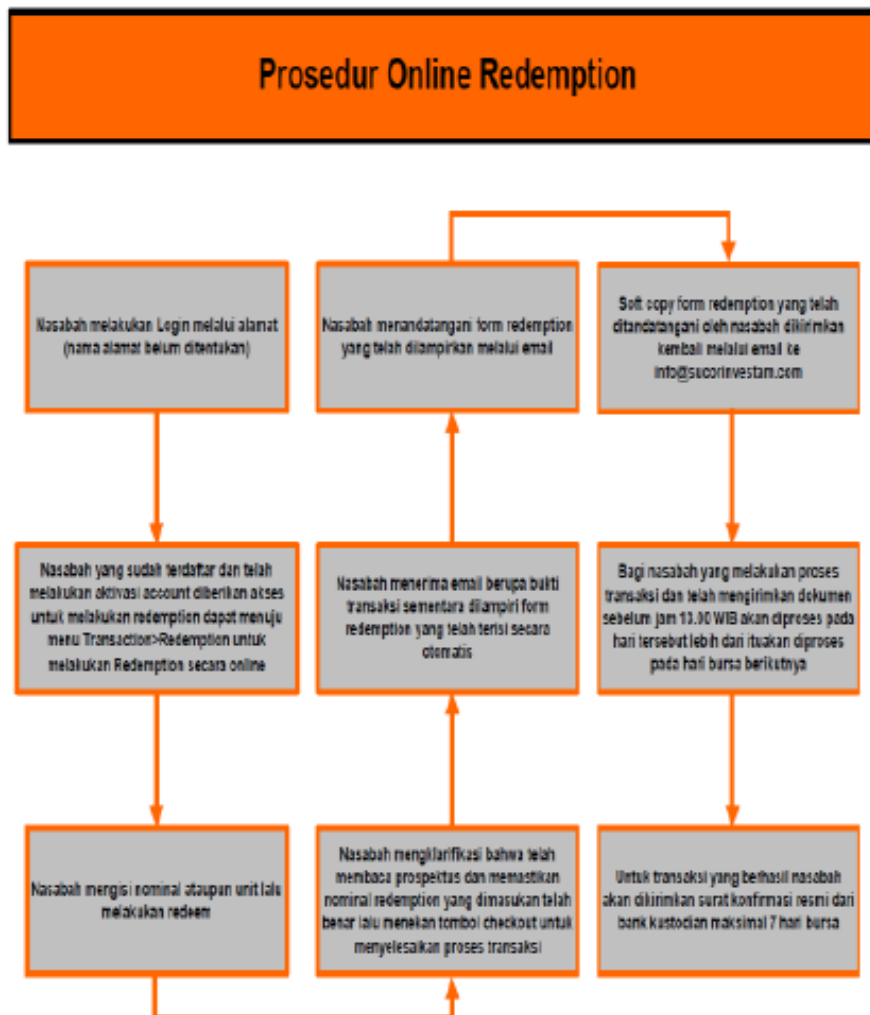 Prosedur Online Redemption
Nasabah melakukan Login melalui alamat
(nama alamat belum ditentukan)
Nasabah yang sudah terdaftar dan telah
melakukan aktivasi account diberikan akses
untuk melakukan redemption dapat menuju
menu Transaction>Redemption untuk
melakukan Redemption secara online
Nasabah mengisi nominal ataupun unit lalu
melakukan redeem
Nasabah mengklarifikasi bahwa telah
membaca prospektus dan memastikan
nominal redemption yang dimasukan telah
benar lalu menekan tombol checkout untuk
menyelesaikan proses transaksi
Nasabah menerima email berupa bukti
transaksi sementara dilampiri form
redemption yang telah terisi secara
otomatis
Nasabah menandatangani form redemption
yang telah dilampirkan melalui email
Soft copy form redemption yang telah
ditandatangani oleh nasabah dikirimkan
kembali melalui email ke
info@sucorinvestam.com
Bagi nasabah yang melakukan proses
transaksi dan telah mengirimkan dokumen
sebelum jam 13.00 WIB akan diproses pada
hari tersebut lebih dari ituakan diproses
pada hari bursa berikutnya
Untuk transaksi yang berhasil nasabah
akan dikirimkan surat konfirmasi resmi dari
bank kustodian maksimal 7 hari bursa